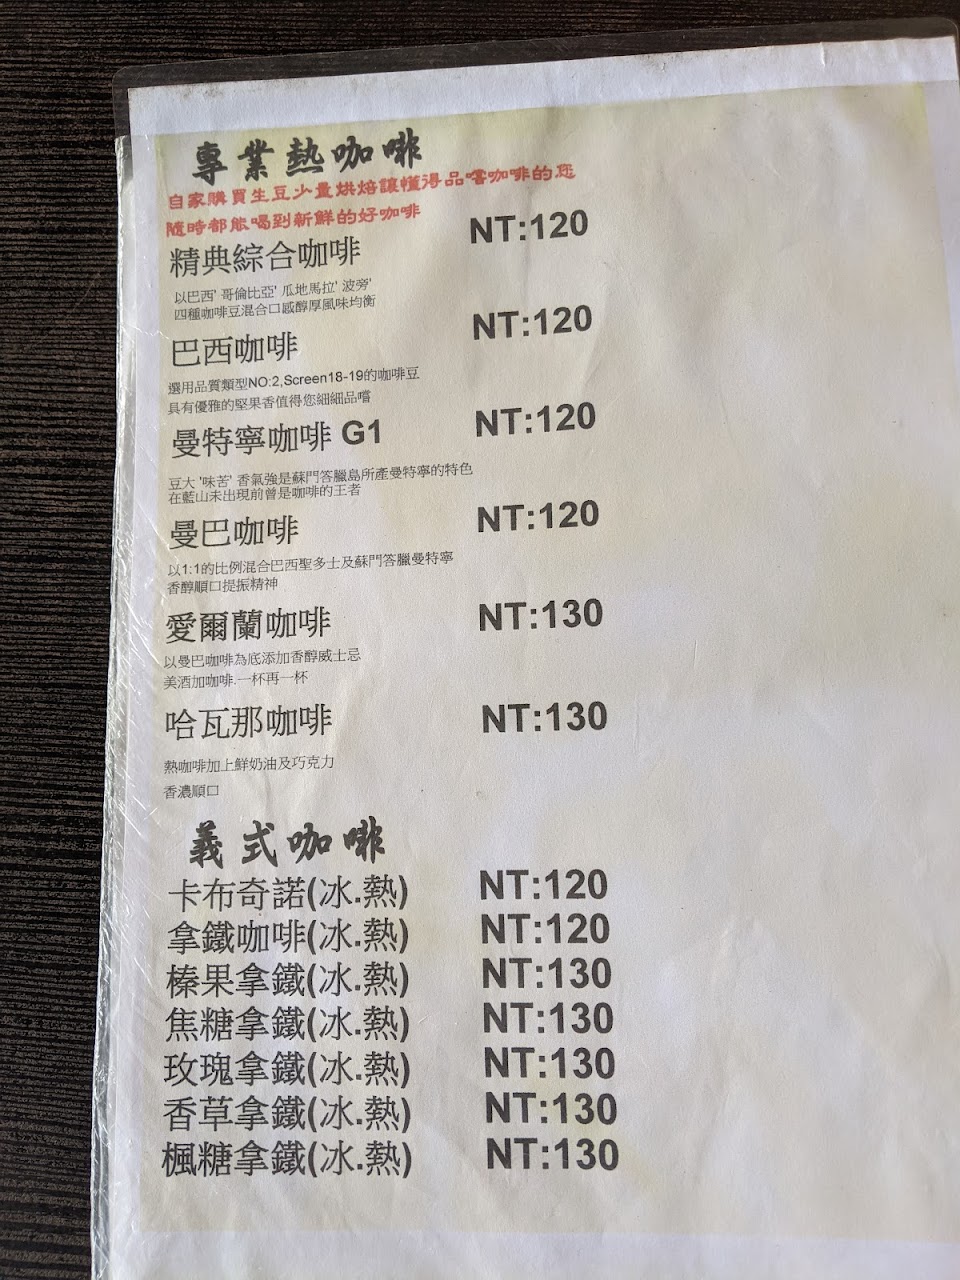 專業熱咖啡
自家購買生豆少量烘焙讓懂得品嚐咖啡的您
隨時都能喝到新鮮的好咖啡
精典綜合咖啡 NT:120
以巴西' 哥倫比亞' 瓜地馬拉' 波旁'
四種咖啡豆混合口感醇厚風味均衡
巴西咖啡 NT:120
選用品質類型NO:2,Screen18-19的咖啡豆
具有優雅的堅果香值得您細細品嚐
曼特寧咖啡 G1 NT:120
豆大 '味苦' 香氣強是蘇門答臘島所產曼特寧的特色
在藍山未出現前曾是咖啡的王者
曼巴咖啡 NT:120
以1:1的比例混合巴西聖多士及蘇門答臘曼特寧
香醇順口提振精神
愛爾蘭咖啡 NT:130
以曼巴咖啡為底添加香醇威士忌
美酒加咖啡.一杯再一杯
哈瓦那咖啡 NT:130
熱咖啡加上鮮奶油及巧克力
香濃順口
義式咖啡
卡布奇諾(冰.熱) NT:120
拿鐵咖啡(冰.熱) NT:120
榛果拿鐵(冰.熱) NT:130
焦糖拿鐵(冰.熱) NT:130
玫瑰拿鐵(冰.熱) NT:130
香草拿鐵(冰.熱) NT:130
楓糖拿鐵(冰.熱) NT:130